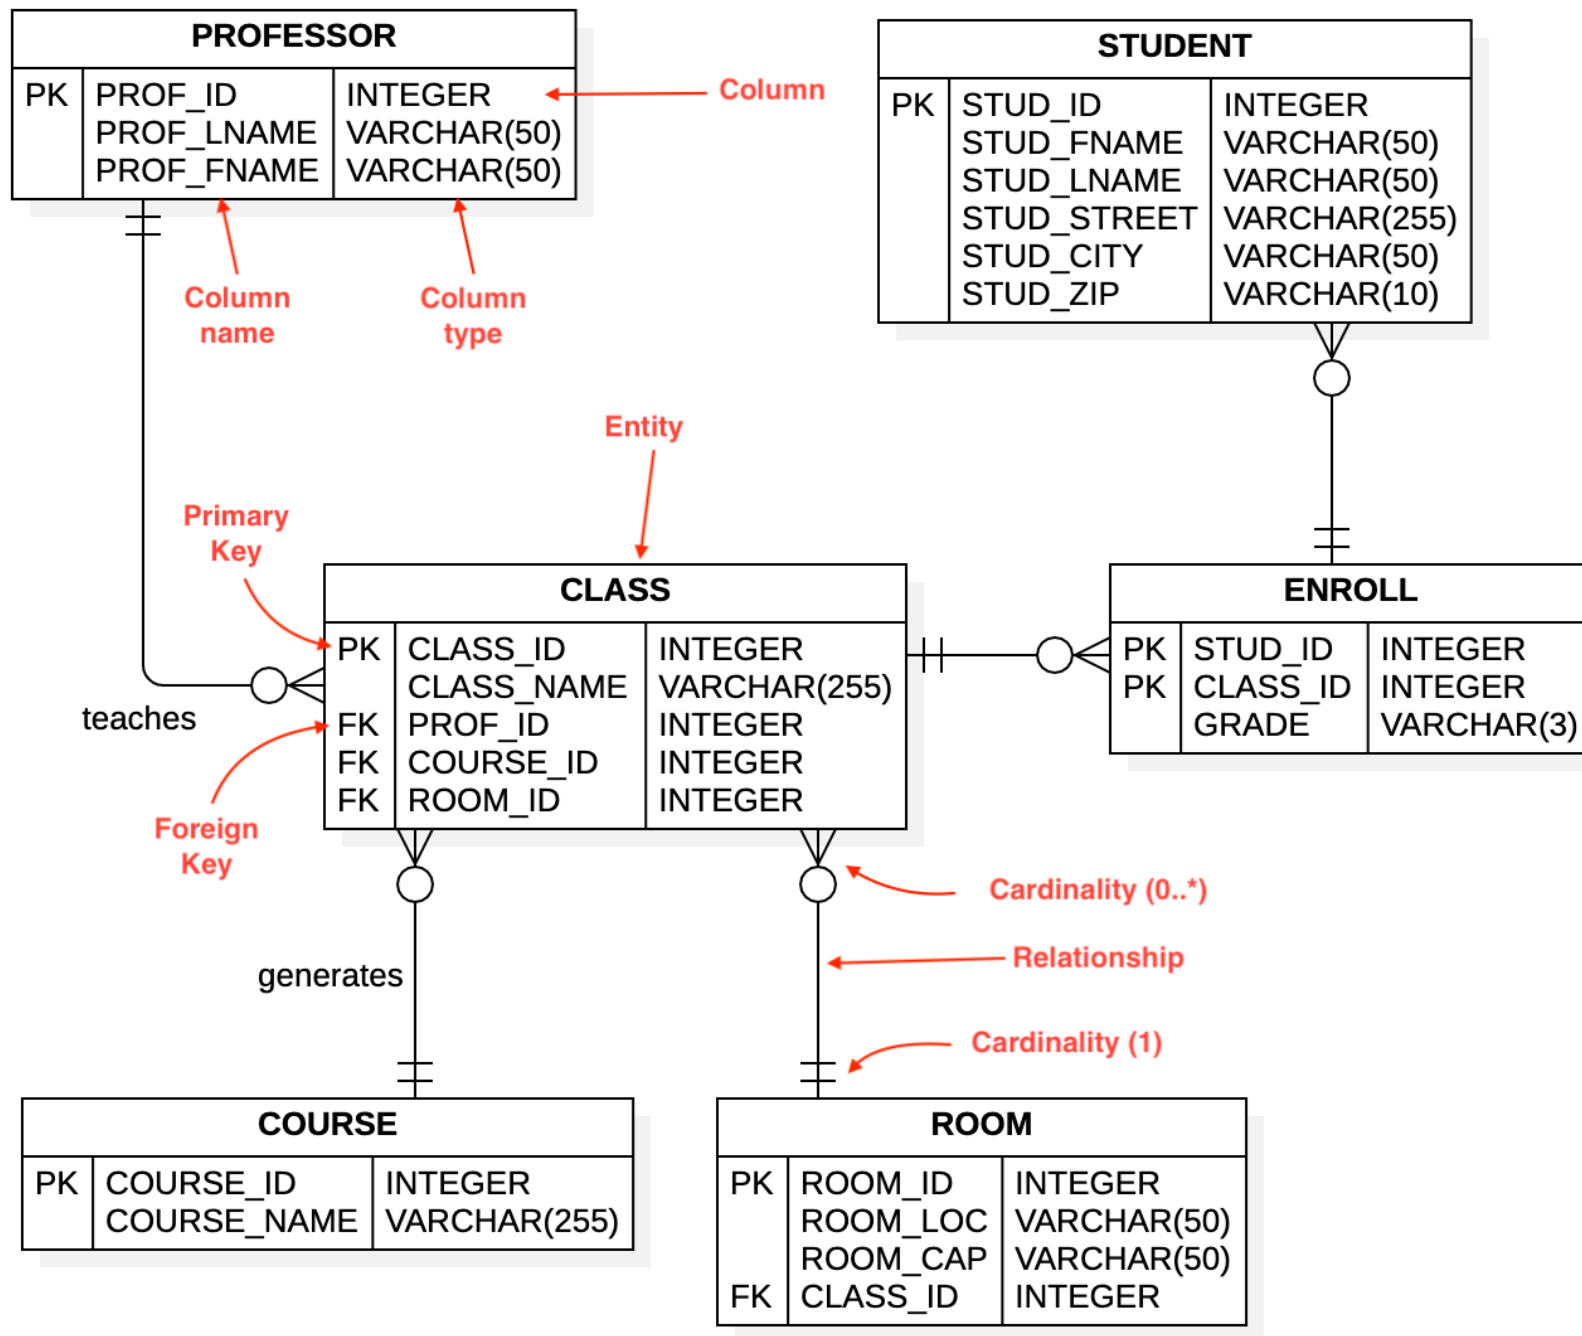 PROFESSOR
PK PROF_ID INTEGER
PROF_LNAME VARCHAR(50)
PROF_FNAME VARCHAR(50)
Column
Column
name
Column
type
STUDENT
PK STUD_ID INTEGER
STUD_FNAME VARCHAR(50)
STUD_LNAME VARCHAR(50)
STUD_STREET VARCHAR(255)
STUD_CITY VARCHAR(50)
STUD_ZIP VARCHAR(10)
Entity
Primary
Key
CLASS
PK CLASS_ID INTEGER
CLASS_NAME VARCHAR(255)
FK PROF_ID INTEGER
FK COURSE_ID INTEGER
FK ROOM_ID INTEGER
teaches
Foreign
Key
ENROLL
PK STUD_ID INTEGER
PK CLASS_ID INTEGER
GRADE VARCHAR(3)
Cardinality (0..*)
Relationship
Cardinality (1)
generates
COURSE
PK COURSE_ID INTEGER
COURSE_NAME VARCHAR(255)
ROOM
PK ROOM_ID INTEGER
ROOM_LOC VARCHAR(50)
ROOM_CAP VARCHAR(50)
FK CLASS_ID INTEGER